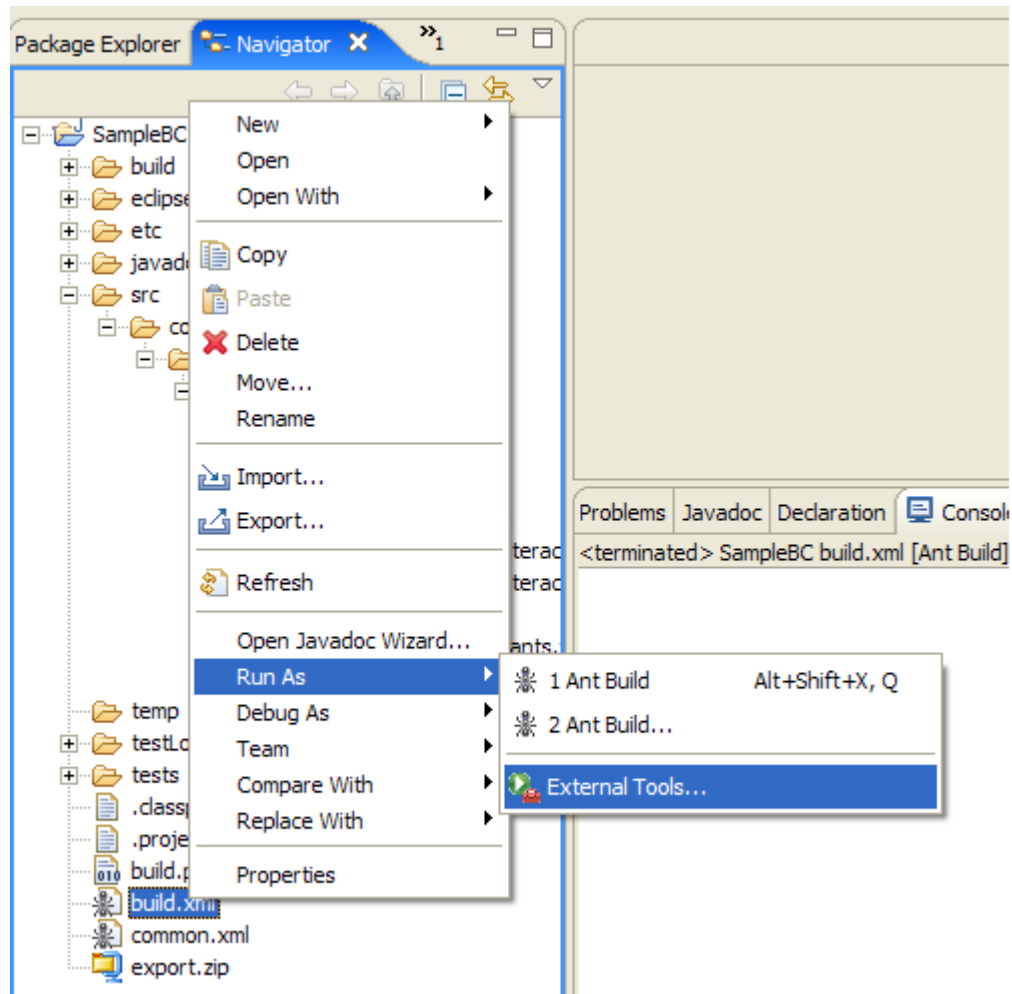 Package Explorer
Navigator
»1
SampleBC
build
etc
src
temp
tests
build.xml
common.xml
export.zip
New
Open
Open With
Copy
Paste
Delete
Move...
Rename
Import...
Export...
Refresh
Open Javadoc Wizard...
Run As
Debug As
Team
Compare With
Replace With
Properties
1 Ant Build Alt+Shift+X, Q
2 Ant Build...
External Tools...
Problems
Javadoc
Declaration
Consol
<terminated> SampleBC build.xml [Ant Build]